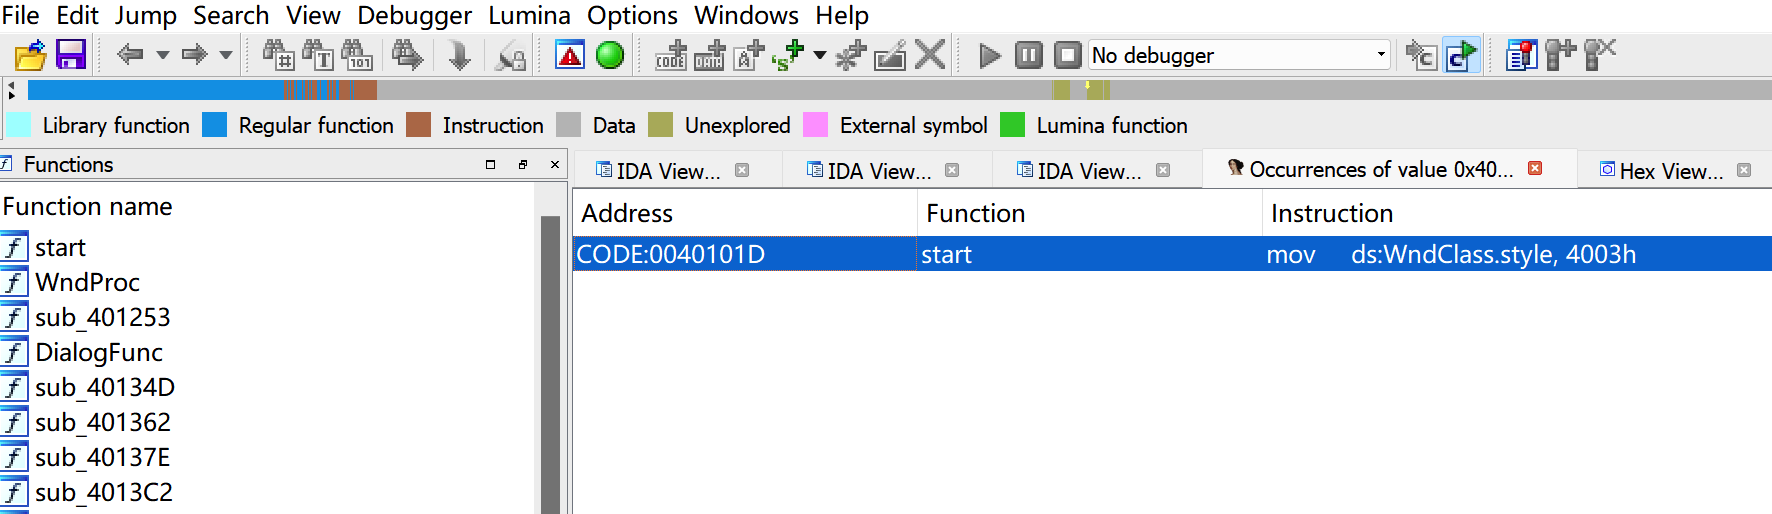 File Edit Jump Search View Debugger Lumina Options Windows Help
No debugger
Library function Regular function Instruction Data Unexplored External symbol Lumina function
Functions
IDA View... IDA View... IDA View... Occurrences of value 0x40... Hex View...
Function name
Address Function Instruction
start
CODE:0040101D start mov ds:WndClass.style, 4003h
WndProc
sub_401253
DialogFunc
sub_40134D
sub_401362
sub_40137E
sub_4013C2